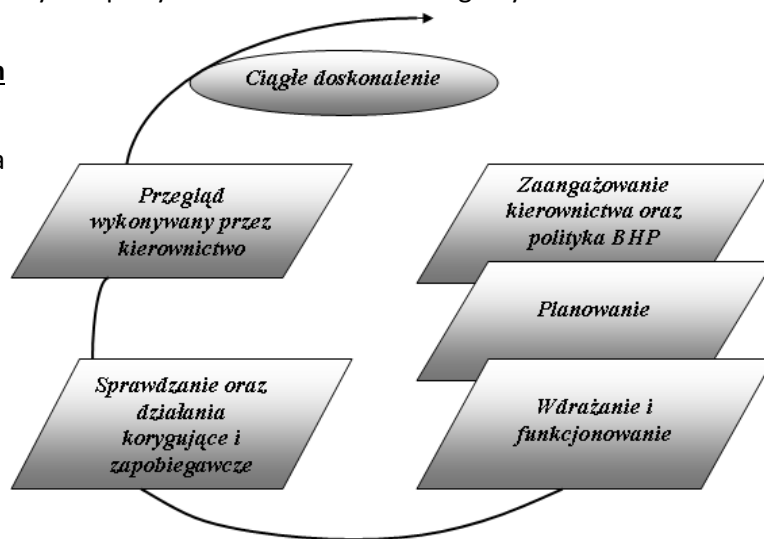 Ciągłe doskonalenie
Przegląd
wykonywany przez
kierownictwo
Zaangażowanie
kierownictwa oraz
polityka BHP
Planowanie
Sprawdzanie oraz
działania
korygujące i
zapobiegawcze
Wdrażanie i
funkcjonowanie